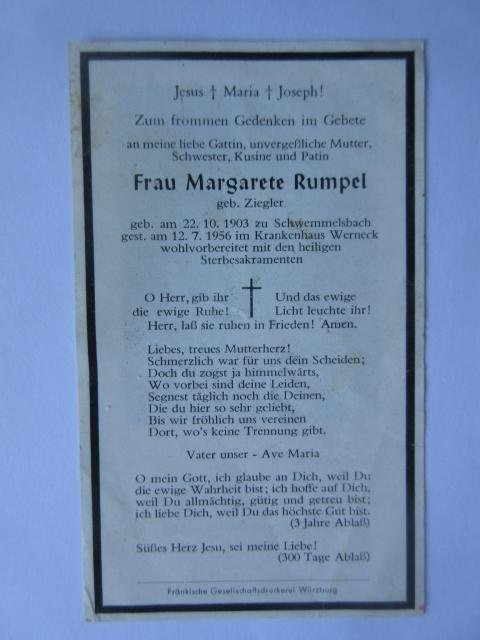 Jesus † Maria † Joseph!
Zum frommen Gedenken im Gebete
an meine liebe Gattin, unvergeßliche Mutter,
Schwester, Kusine und Patin
Frau Margarete Rumpel
geb. Ziegler
geb. am 22. 10. 1903 zu Schwemmelsbach
gest. am 12. 7. 1956 im Krankenhaus Werneck
wohlvorbereitet mit den heiligen
Sterbesakramenten
O Herr, gib ihr
die ewige Ruhe!
Und das ewige
Licht leuchte ihr!
Herr, laß sie ruhen in Frieden! Amen.
Liebes, treues Mutterherz!
Schmerzlich war für uns dein Scheiden;
Doch du zogst ja himmelwärts,
Wo vorbei sind deine Leiden,
Segnest täglich noch die Deinen,
Die du hier so sehr geliebt,
Bis wir fröhlich uns vereinen
Dort, wo's keine Trennung gibt.
Vater unser - Ave Maria
O mein Gott, ich glaube an Dich, weil Du
die ewige Wahrheit bist; ich hoffe auf Dich,
weil Du allmächtig, gütig und getreu bist;
ich liebe Dich, weil Du das höchste Gut bist.
(3 Jahre Ablaß)
Süßes Herz Jesu, sei meine Liebe!
(300 Tage Ablaß)
Fränkische Gesellschaftsdruckerei Würzburg